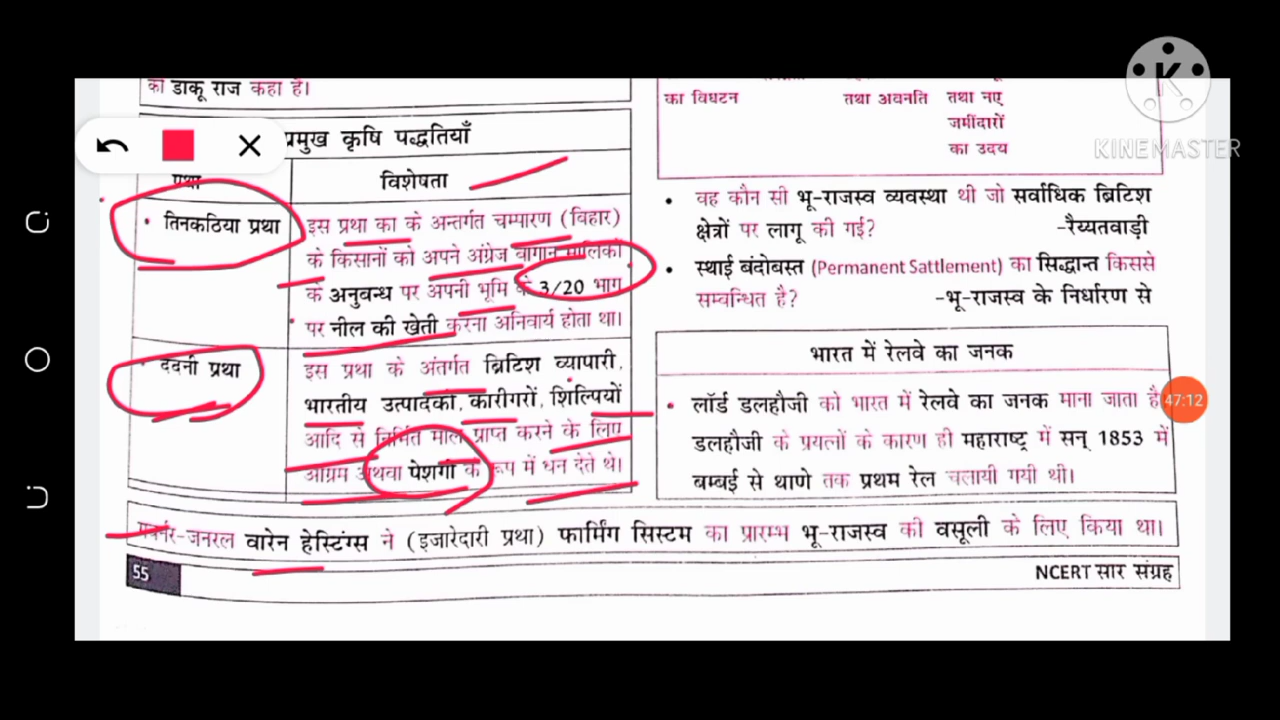 को डाकू राज कहा है।
प्रमुख कृषि पद्धतियाँ
प्रथा
विशेषता
• तिनकठिया प्रथा
इस प्रथा का के अन्तर्गत चम्पारण (बिहार)
के किसानों को अपने अंग्रेज बागान मालिकों
के अनुबन्ध पर अपनी भूमि के 3/20 भाग
पर नील की खेती करना अनिवार्य होता था।
ददनी प्रथा
इस प्रथा के अंतर्गत ब्रिटिश व्यापारी,
भारतीय उत्पादकों, कारीगरों, शिल्पियों
आदि से निर्मित माल प्राप्त करने के लिए
अग्रिम अथवा पेशगी के रूप में धन देते थे।
का विघटन
तथा अवनति
तथा नए
जमींदारों
का उदय
KINEMASTER
• वह कौन सी भू-राजस्व व्यवस्था थी जो सर्वाधिक ब्रिटिश
क्षेत्रों पर लागू की गई? -रैय्यतवाड़ी
• स्थाई बंदोबस्त (Permanent Sattlement) का सिद्धान्त किससे
सम्बन्धित है? -भू-राजस्व के निर्धारण से
भारत में रेलवे का जनक
• लॉर्ड डलहौजी को भारत में रेलवे का जनक माना जाता है
डलहौजी के प्रयत्नों के कारण ही महाराष्ट्र में सन् 1853 में
बम्बई से थाणे तक प्रथम रेल चलायी गयी थी।
47:12
गवर्नर-जनरल वारेन हेस्टिंग्स ने (इजारेदारी प्रथा) फार्मिंग सिस्टम का प्रारम्भ भू-राजस्व की वसूली के लिए किया था।
55
NCERT सार संग्रह